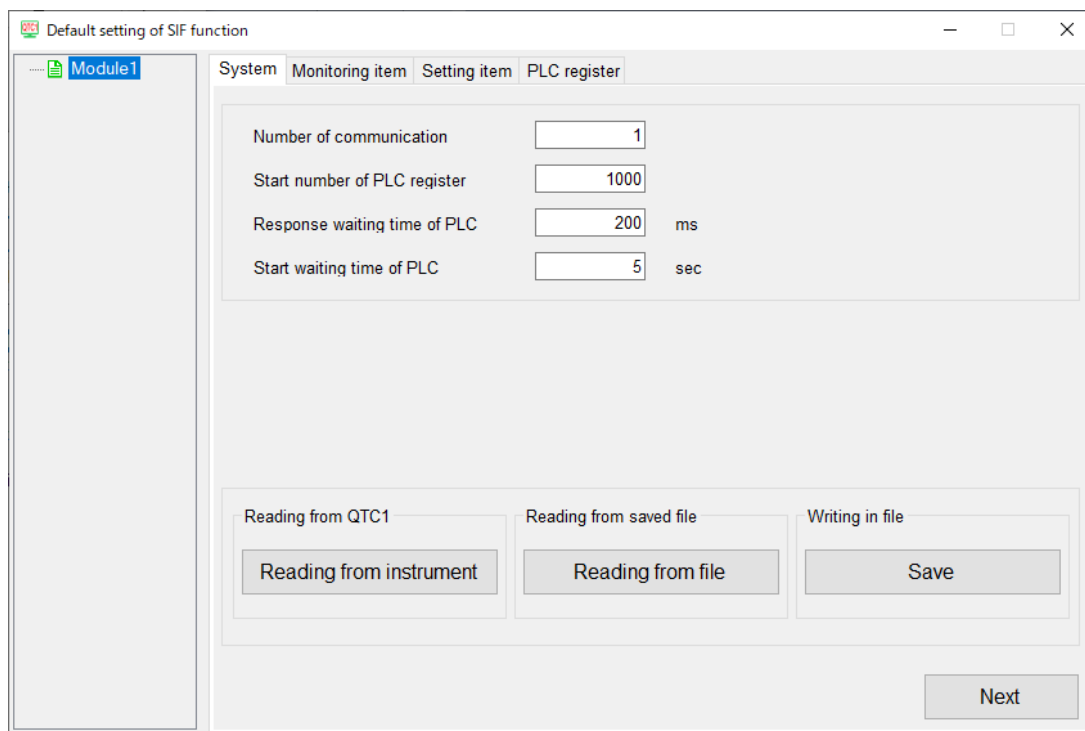 QTC1 Default setting of SIF function
Module1
System Monitoring item Setting item PLC register
Number of communication 1
Start number of PLC register 1000
Response waiting time of PLC 200 ms
Start waiting time of PLC 5 sec
Reading from QTC1 Reading from saved file Writing in file
Reading from instrument Reading from file Save
Next